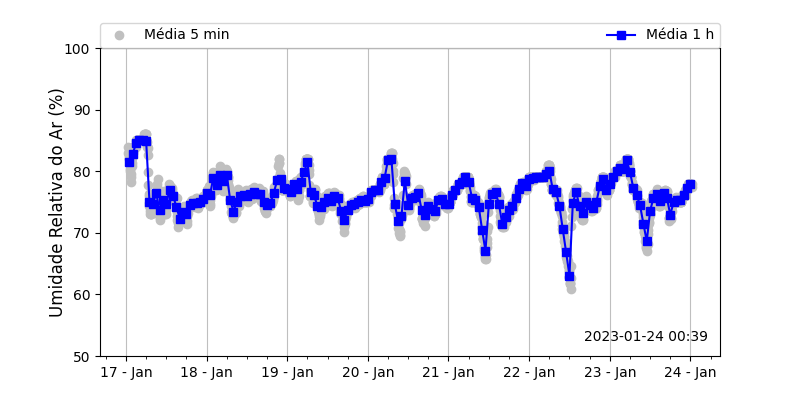 Média 5 min
Média 1 h
100
90
80
70
60
50
Umidade Relativa do Ar (%)
2023-01-24 00:39
17 - Jan
18 - Jan
19 - Jan
20 - Jan
21 - Jan
22 - Jan
23 - Jan
24 - Jan